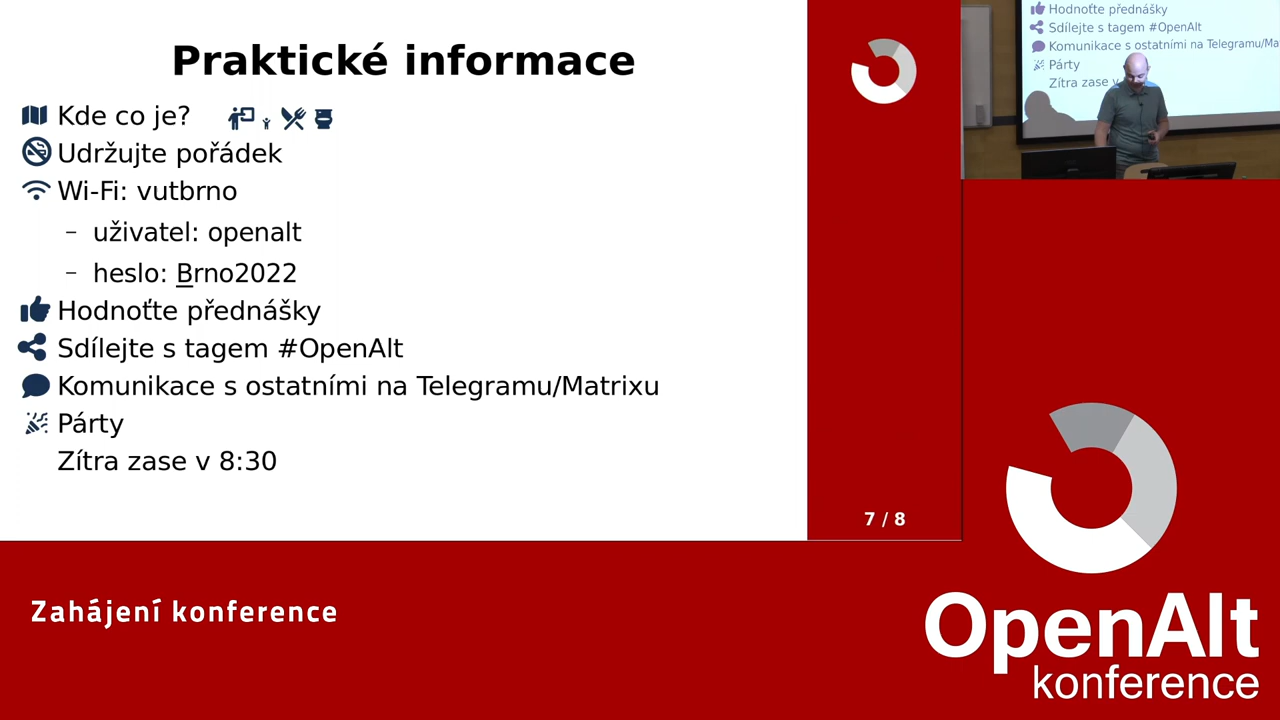 Praktické informace
Kde co je?
Udržujte pořádek
Wi-Fi: vutbrno
– uživatel: openalt
– heslo: Brno2022
Hodnoťte přednášky
Sdílejte s tagem #OpenAlt
Komunikace s ostatními na Telegramu/Matrixu
Párty
Zítra zase v 8:30
7 / 8
Hodnoťte přednášky
Sdílejte s tagem #OpenAlt
Komunikace s ostatními na Telegramu/Ma
Párty
Zítra zase v
Zahájení konference
OpenAlt
konference